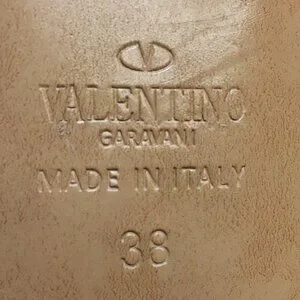 V
VALENTINO
GARAVANI
MADE IN ITALY
38